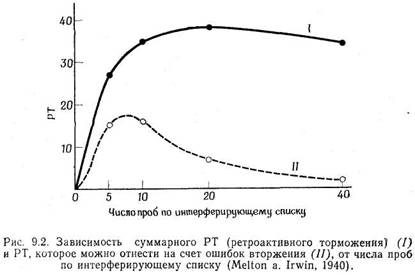 40
30
20
10
0
РТ
I
II
0 5 10 20 40
Число проб по интерферирующему списку
Рис. 9.2. Зависимость суммарного РТ (ретроактивного торможения) (I)
и РТ, которое можно отнести на счет ошибок вторжения (II), от числа проб
по интерферирующему списку (Melton a. Irwin, 1940).